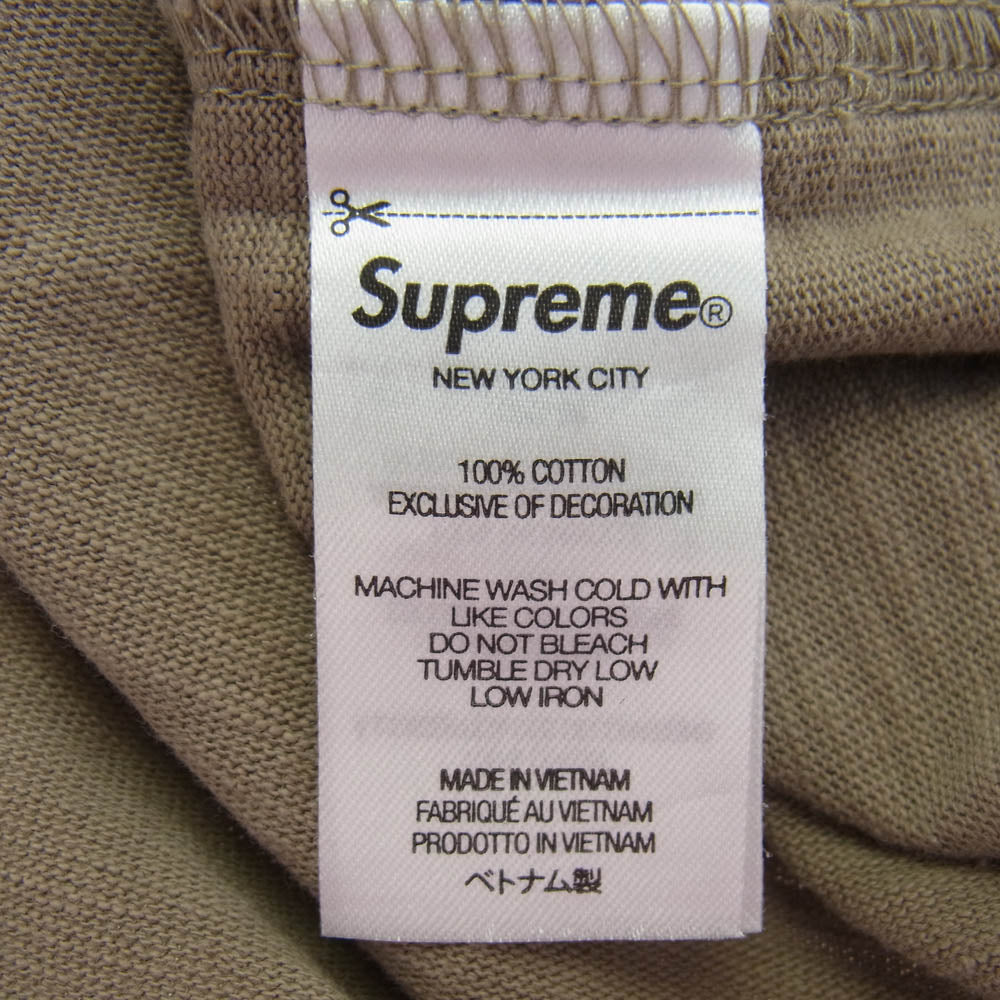 Supreme®
NEW YORK CITY
100% COTTON
EXCLUSIVE OF DECORATION
MACHINE WASH COLD WITH
LIKE COLORS
DO NOT BLEACH
TUMBLE DRY LOW
LOW IRON
MADE IN VIETNAM
FABRIQUÉ AU VIETNAM
PRODOTTO IN VIETNAM
ベトナム製